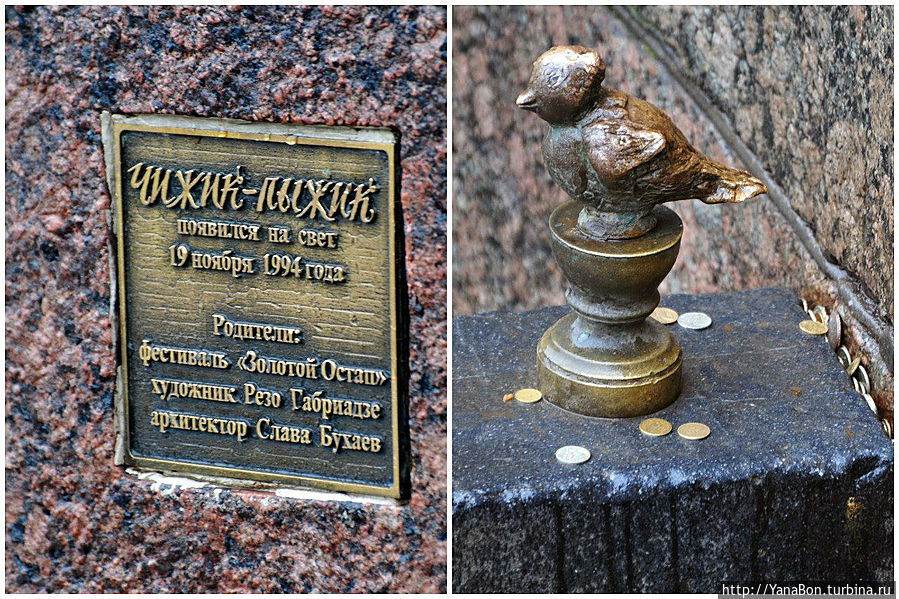 Чижик-Пыжик
появился на свет
19 ноября 1994 года
Родители:
фестиваль «Золотой Остап»
художник Резо Габриадзе
архитектор Слава Бухаев
http://YanaBon.turbina.ru